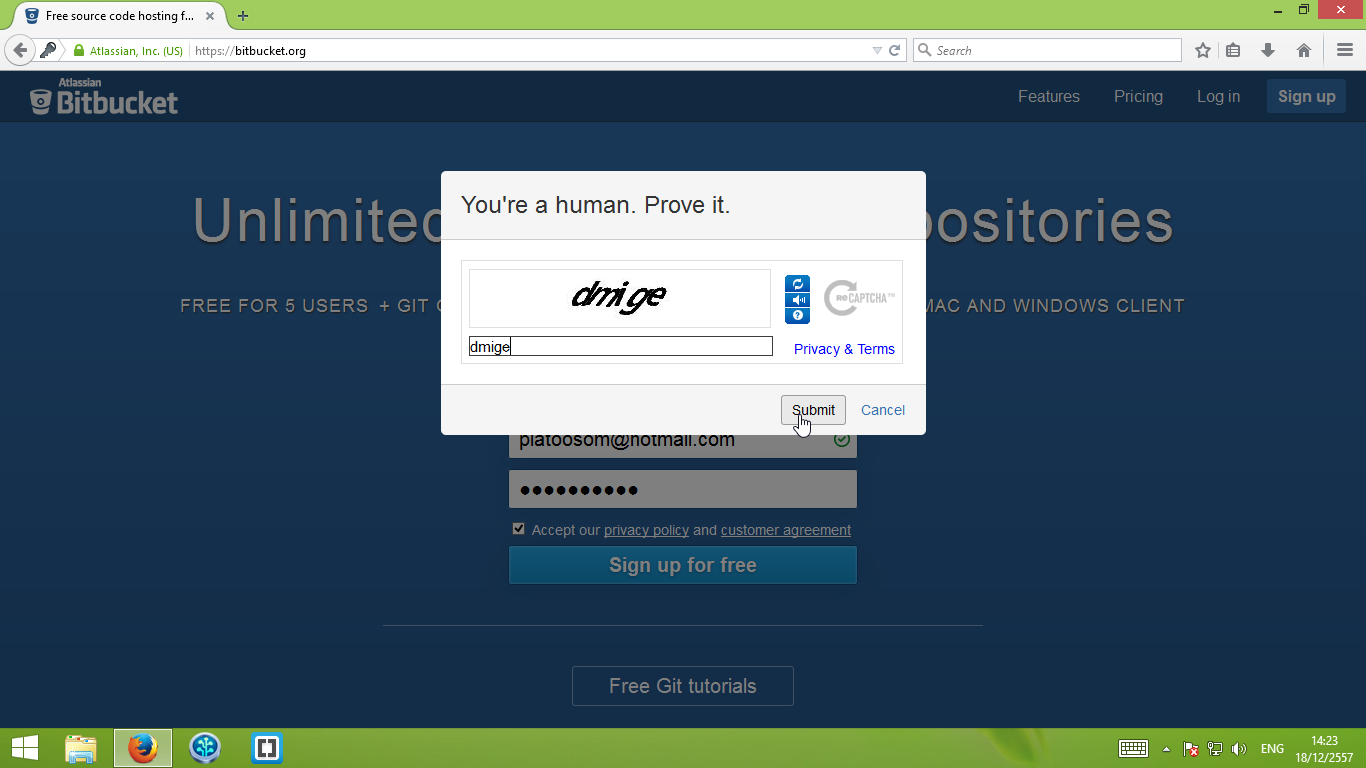 Free source code hosting f...
Atlassian, Inc. (US)
https://bitbucket.org
Search
Atlassian
Bitbucket
Features
Pricing
Log in
Sign up
Unlimited
positories
FREE FOR 5 USERS + GIT
MAC AND WINDOWS CLIENT
You're a human. Prove it.
dmige
reCAPTCHA™
dmige
Privacy & Terms
Submit
Cancel
platoosom@hotmail.com
Accept our privacy policy and customer agreement
Sign up for free
Free Git tutorials
ENG
14:23
18/12/2557